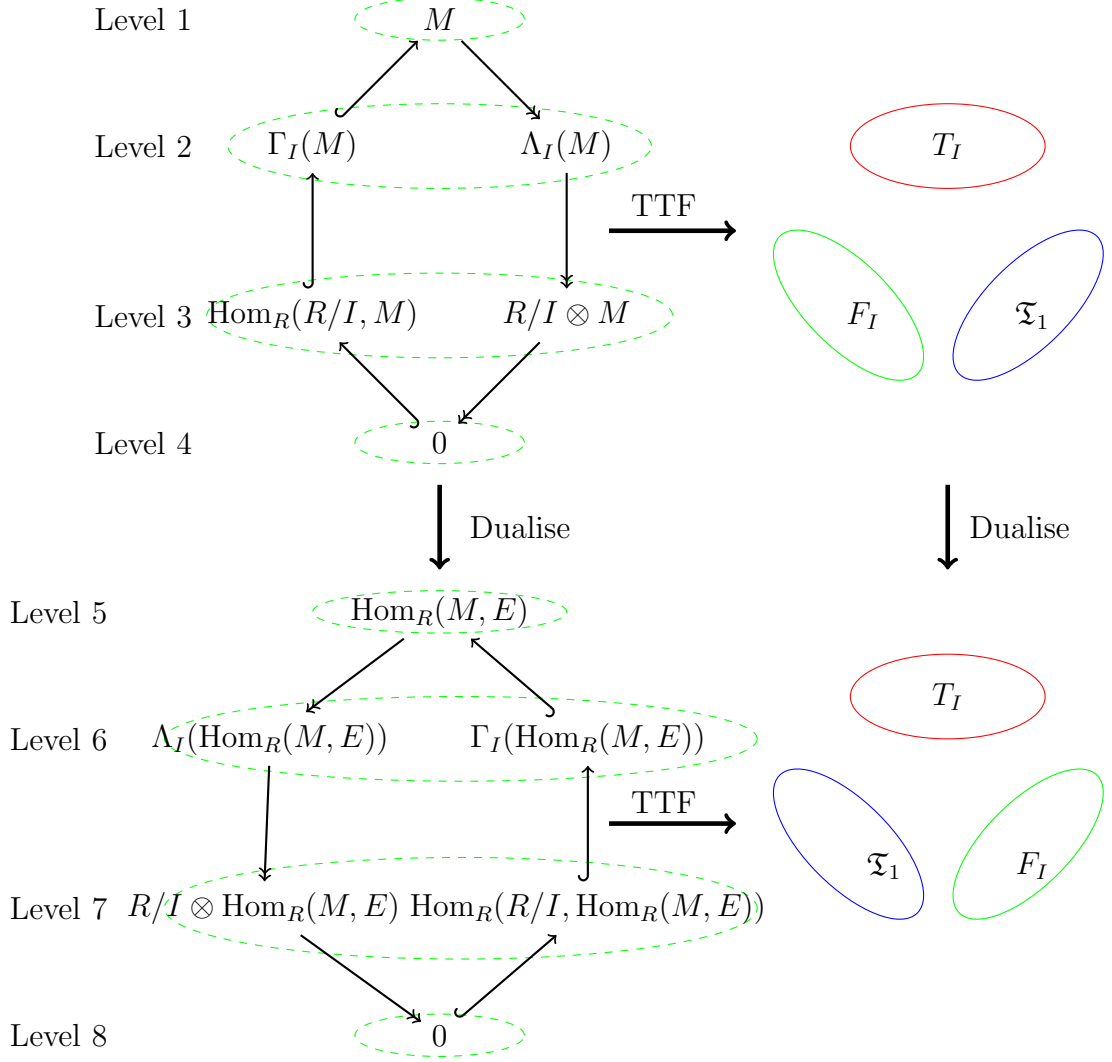 Level 1 M
Level 2 Γ_I(M) Λ_I(M) T_I
TTF
Level 3 Hom_R(R/I, M) R/I ⊗ M F_I 𝔗_1
Level 4 0
Dualise Dualise
Level 5 Hom_R(M, E)
T_I
Level 6 Λ_I(Hom_R(M, E)) Γ_I(Hom_R(M, E))
TTF
𝔗_1 F_I
Level 7 R/I ⊗ Hom_R(M, E) Hom_R(R/I, Hom_R(M, E))
Level 8 0